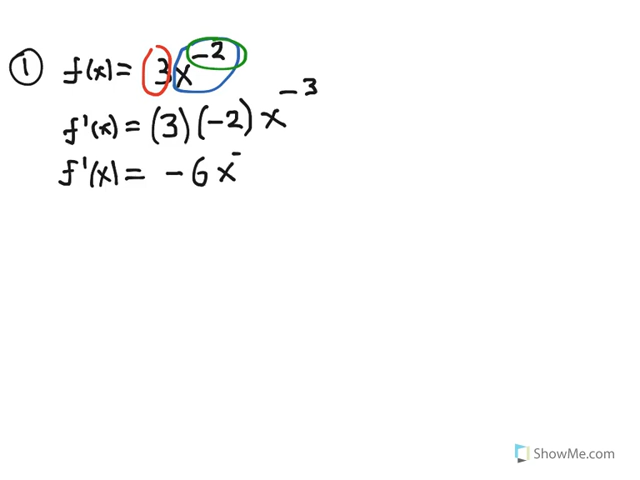 ① f(x) = 3x⁻²
f'(x) = (3)(-2)x⁻³
f'(x) = -6x⁻
ShowMe.com